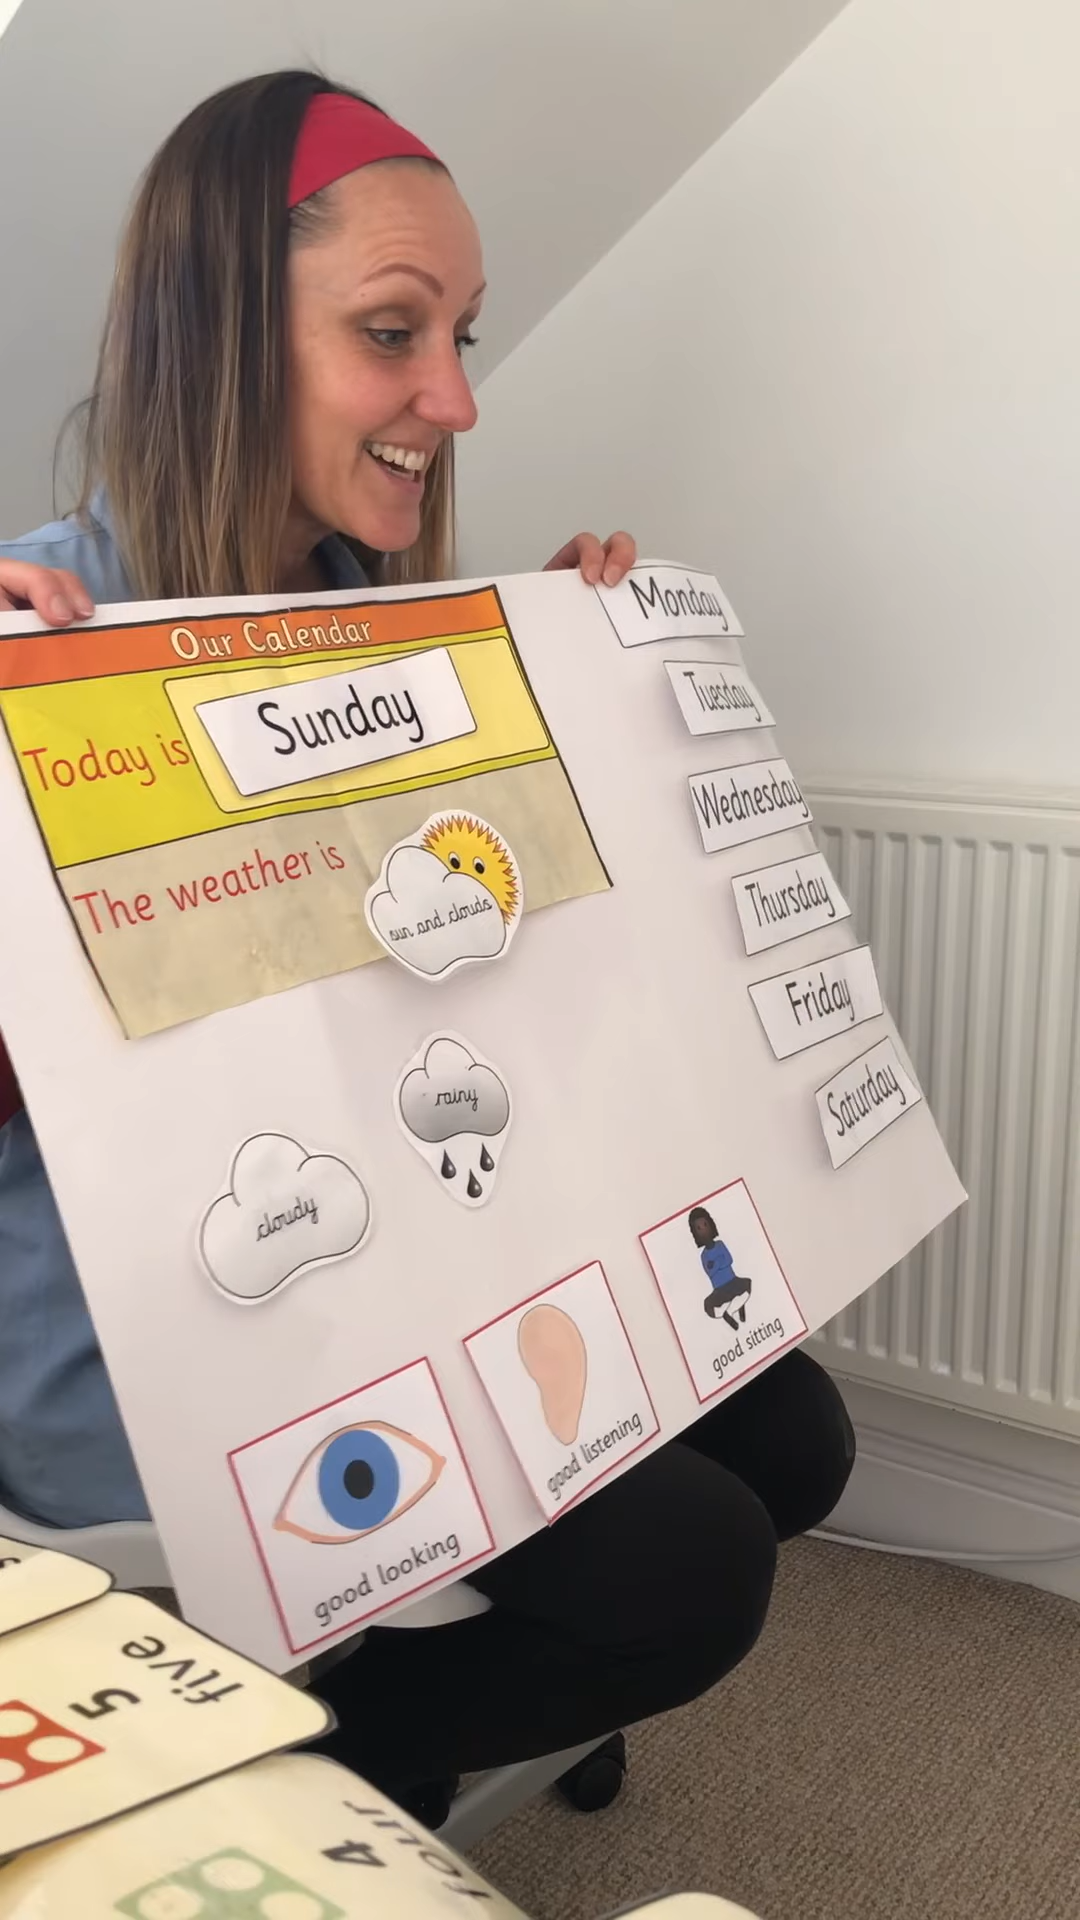 Our Calendar
Today is
Sunday
The weather is
sun and clouds
rainy
cloudy
Monday
Tuesday
Wednesday
Thursday
Friday
Saturday
good looking
good listening
good sitting
5
five
4
four